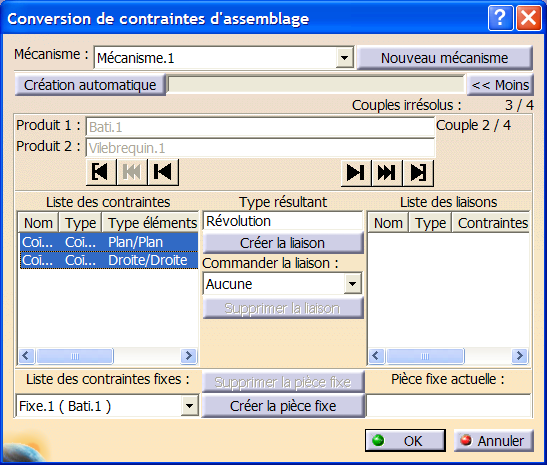 Conversion de contraintes d'assemblage
Mécanisme : Mécanisme.1 Nouveau mécanisme
Création automatique << Moins
Couples irrésolus : 3 / 4
Produit 1 : Bati.1 Couple 2 / 4
Produit 2 : Vilebrequin.1
Liste des contraintes Type résultant Liste des liaisons
Nom Type Type éléments Révolution Nom Type Contraintes
Coi... Coi... Plan/Plan Créer la liaison
Coi... Coi... Droite/Droite Commander la liaison :
Aucune
Supprimer la liaison
Liste des contraintes fixes : Supprimer la pièce fixe Pièce fixe actuelle :
Fixe.1 ( Bati.1 ) Créer la pièce fixe
OK Annuler